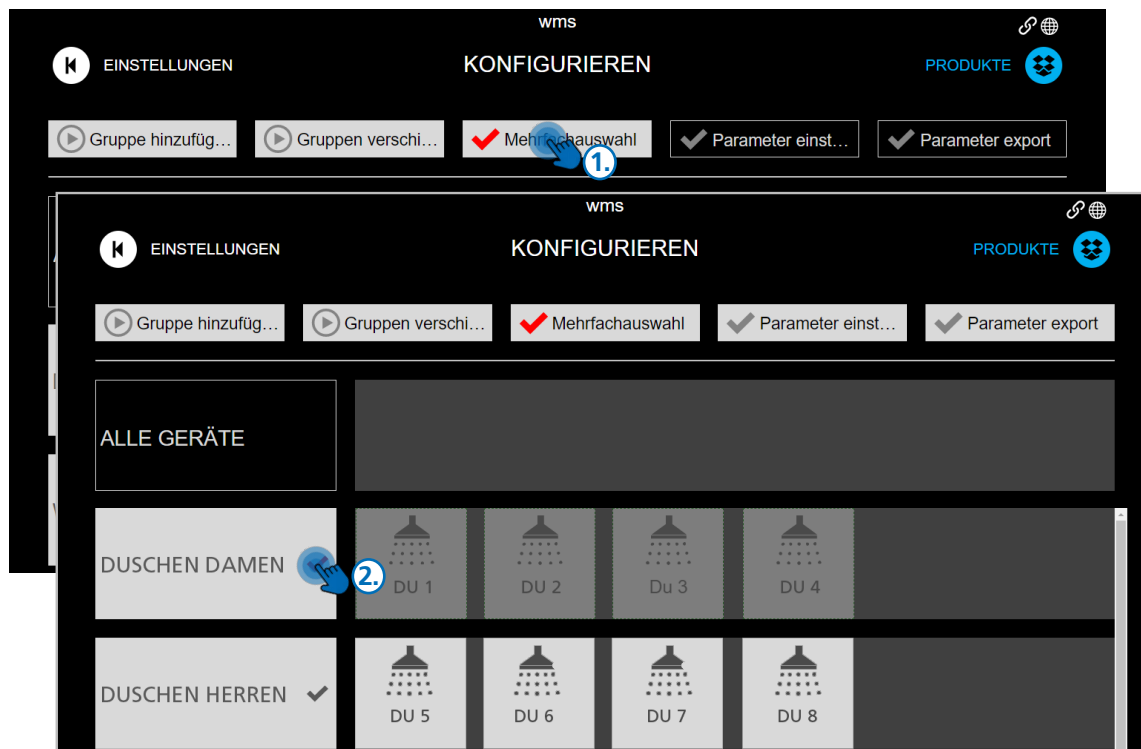 wms
EINSTELLUNGEN KONFIGURIEREN PRODUKTE
Gruppe hinzufüg... Gruppen verschi... Mehrfachauswahl Parameter einst... Parameter export
1.
wms
EINSTELLUNGEN KONFIGURIEREN PRODUKTE
Gruppe hinzufüg... Gruppen verschi... Mehrfachauswahl Parameter einst... Parameter export
ALLE GERÄTE
DUSCHEN DAMEN 2. DU 1 DU 2 Du 3 DU 4
DUSCHEN HERREN DU 5 DU 6 DU 7 DU 8